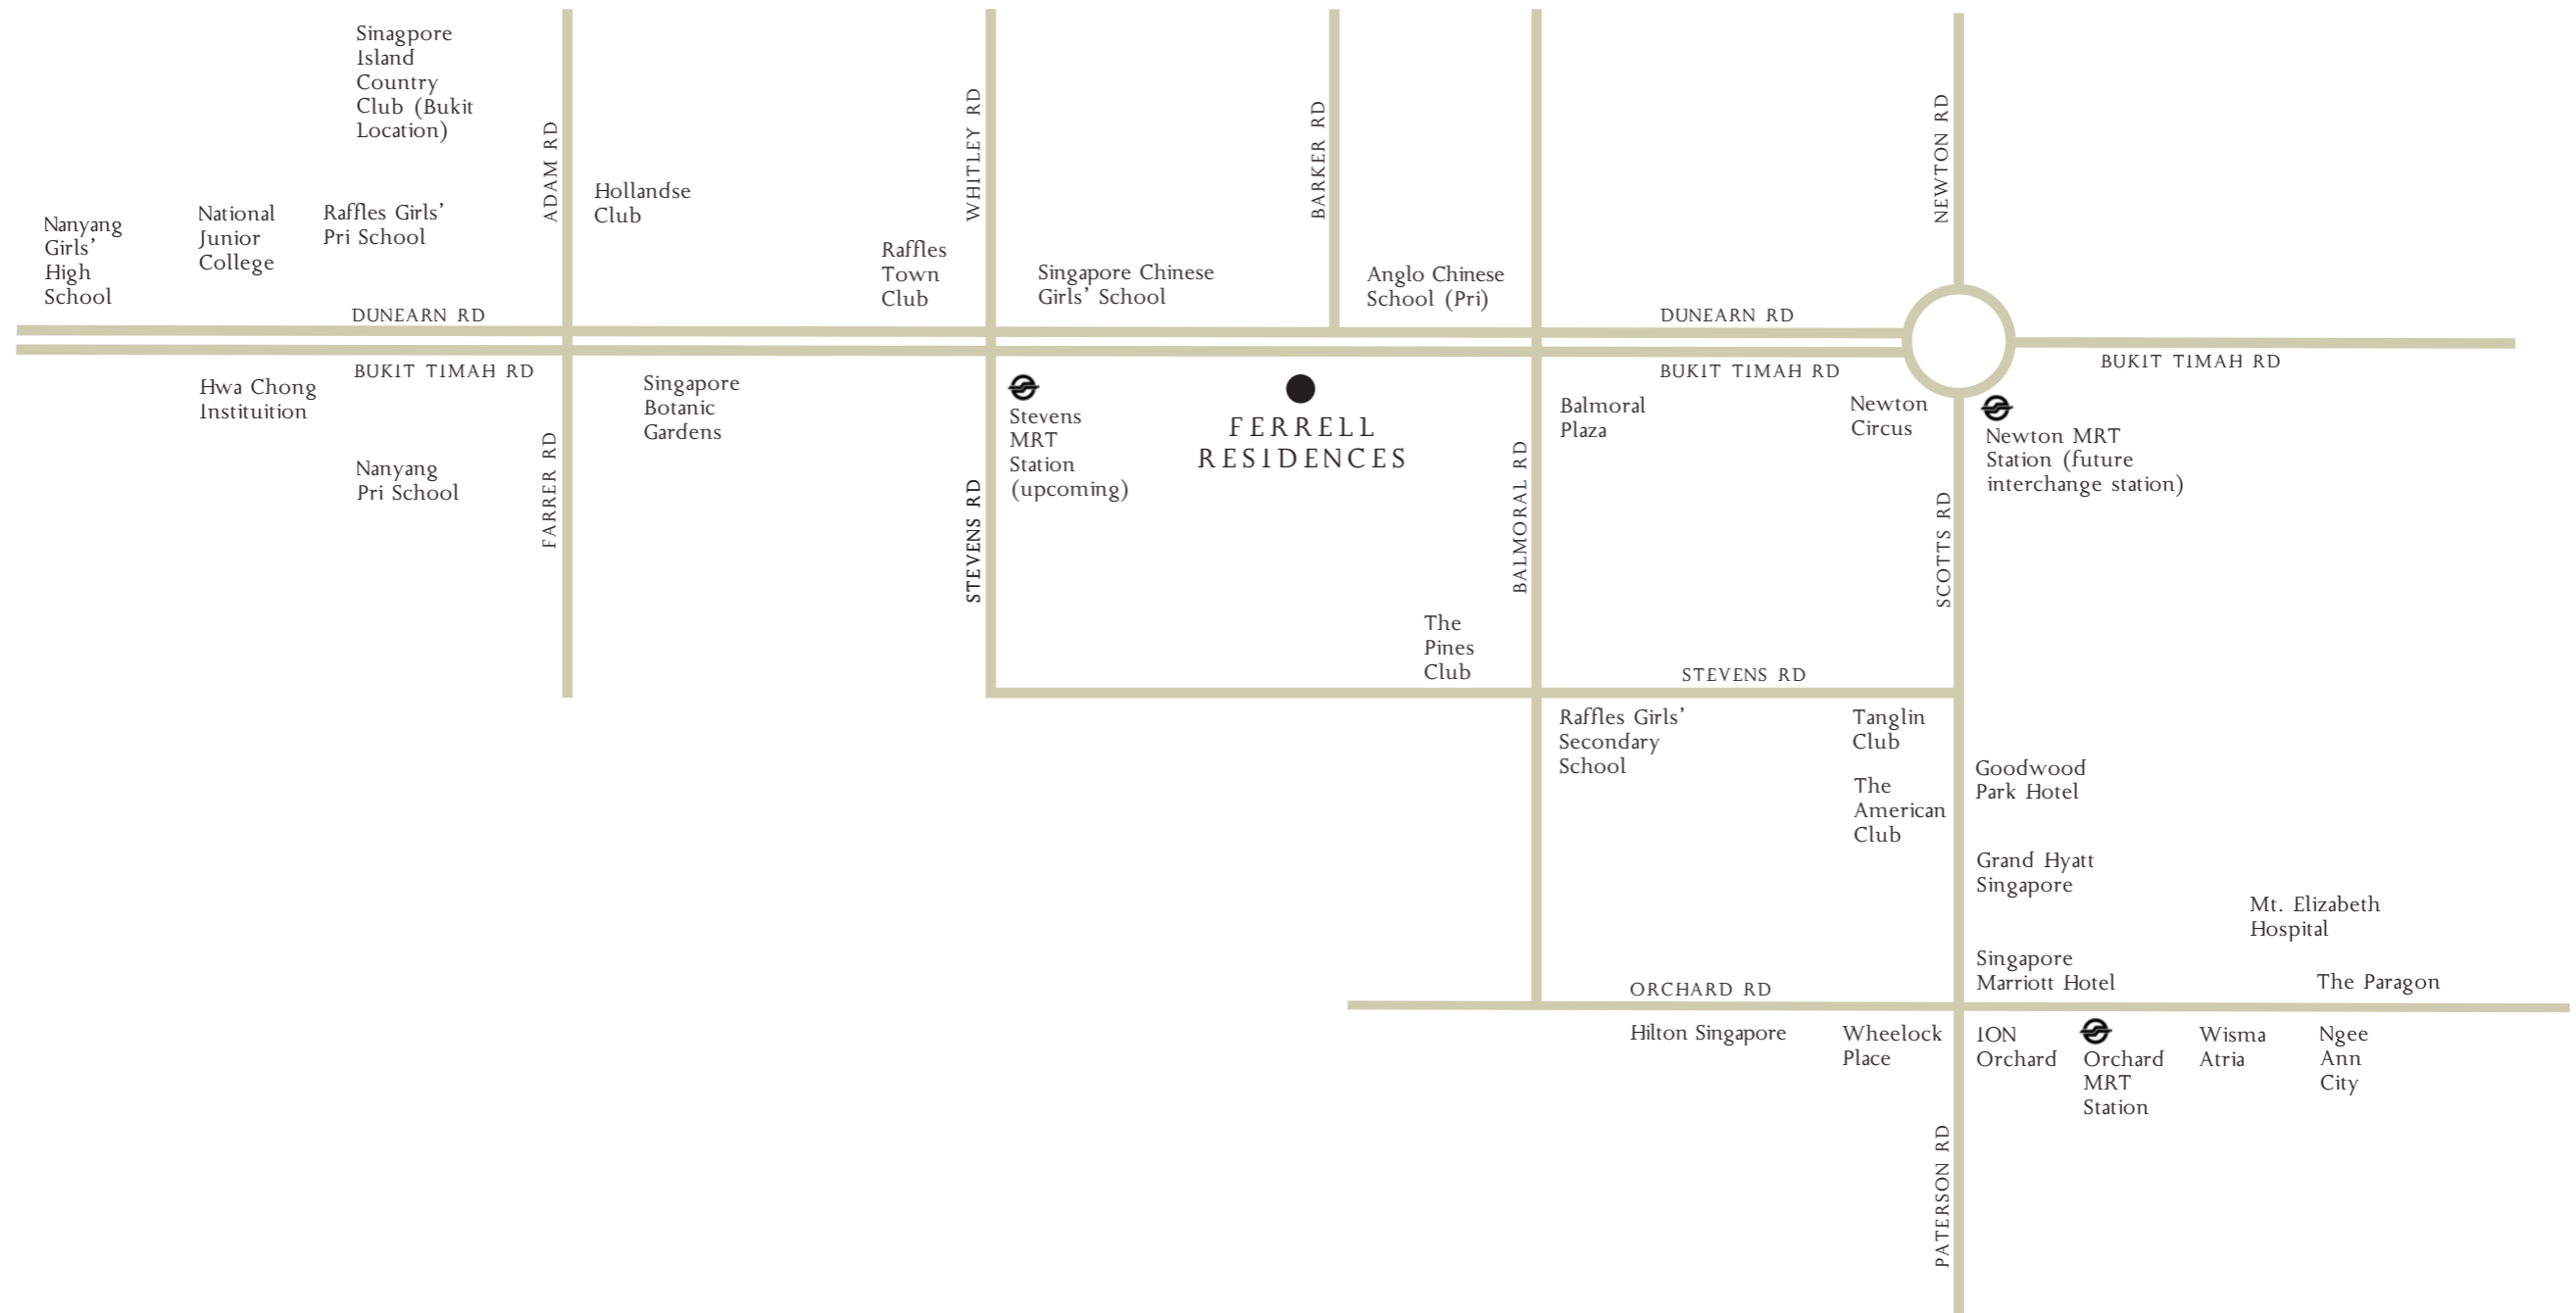 Sinagpore
Island
Country
Club (Bukit
Location)
ADAM RD
WHITLEY RD
BARKER RD
NEWTON RD
Hollandse
Club
Nanyang
Girls'
High
School
National
Junior
College
Raffles Girls'
Pri School
Raffles
Town
Club
Singapore Chinese
Girls' School
Anglo Chinese
School (Pri)
DUNEARN RD
DUNEARN RD
BUKIT TIMAH RD
BUKIT TIMAH RD
BUKIT TIMAH RD
Hwa Chong
Instituition
Nanyang
Pri School
FARRER RD
Singapore
Botanic
Gardens
STEVENS RD
Stevens
MRT
Station
(upcoming)
FERRELL
RESIDENCES
BALMORAL RD
Balmoral
Plaza
Newton
Circus
Newton MRT
Station (future
interchange station)
SCOTTS RD
The
Pines
Club
STEVENS RD
Raffles Girls'
Secondary
School
Tanglin
Club
The
American
Club
Goodwood
Park Hotel
Grand Hyatt
Singapore
Mt. Elizabeth
Hospital
Singapore
Marriott Hotel
The Paragon
ORCHARD RD
Hilton Singapore
Wheelock
Place
ION
Orchard
Orchard
MRT
Station
Wisma
Atria
Ngee
Ann
City
PATERSON RD